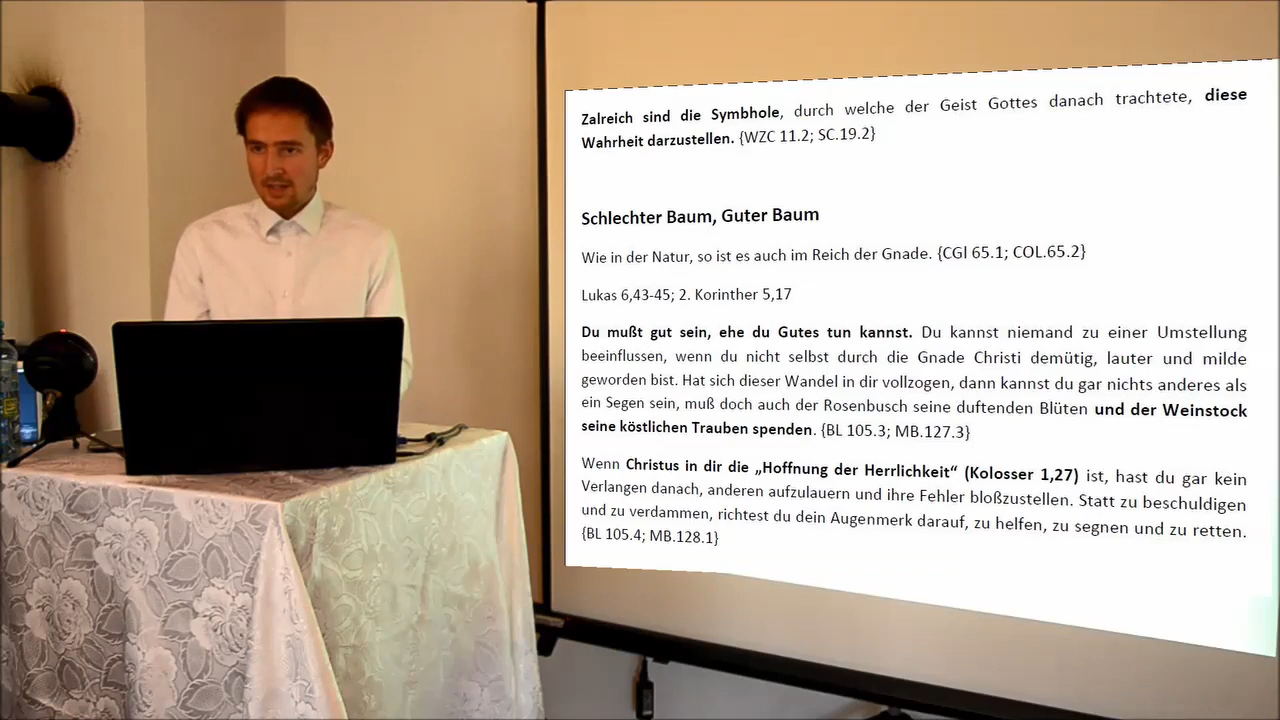 Zalreich sind die Symbhole, durch welche der Geist Gottes danach trachtete, diese
Wahrheit darzustellen. {WZC 11.2; SC.19.2}
Schlechter Baum, Guter Baum
Wie in der Natur, so ist es auch im Reich der Gnade. {CGl 65.1; COL.65.2}
Lukas 6,43-45; 2. Korinther 5,17
Du mußt gut sein, ehe du Gutes tun kannst. Du kannst niemand zu einer Umstellung
beeinflussen, wenn du nicht selbst durch die Gnade Christi demütig, lauter und milde
geworden bist. Hat sich dieser Wandel in dir vollzogen, dann kannst du gar nichts anderes als
ein Segen sein, muß doch auch der Rosenbusch seine duftenden Blüten und der Weinstock
seine köstlichen Trauben spenden. {BL 105.3; MB.127.3}
Wenn Christus in dir die „Hoffnung der Herrlichkeit“ (Kolosser 1,27) ist, hast du gar kein
Verlangen danach, anderen aufzulauern und ihre Fehler bloßzustellen. Statt zu beschuldigen
und zu verdammen, richtest du dein Augenmerk darauf, zu helfen, zu segnen und zu retten.
{BL 105.4; MB.128.1}